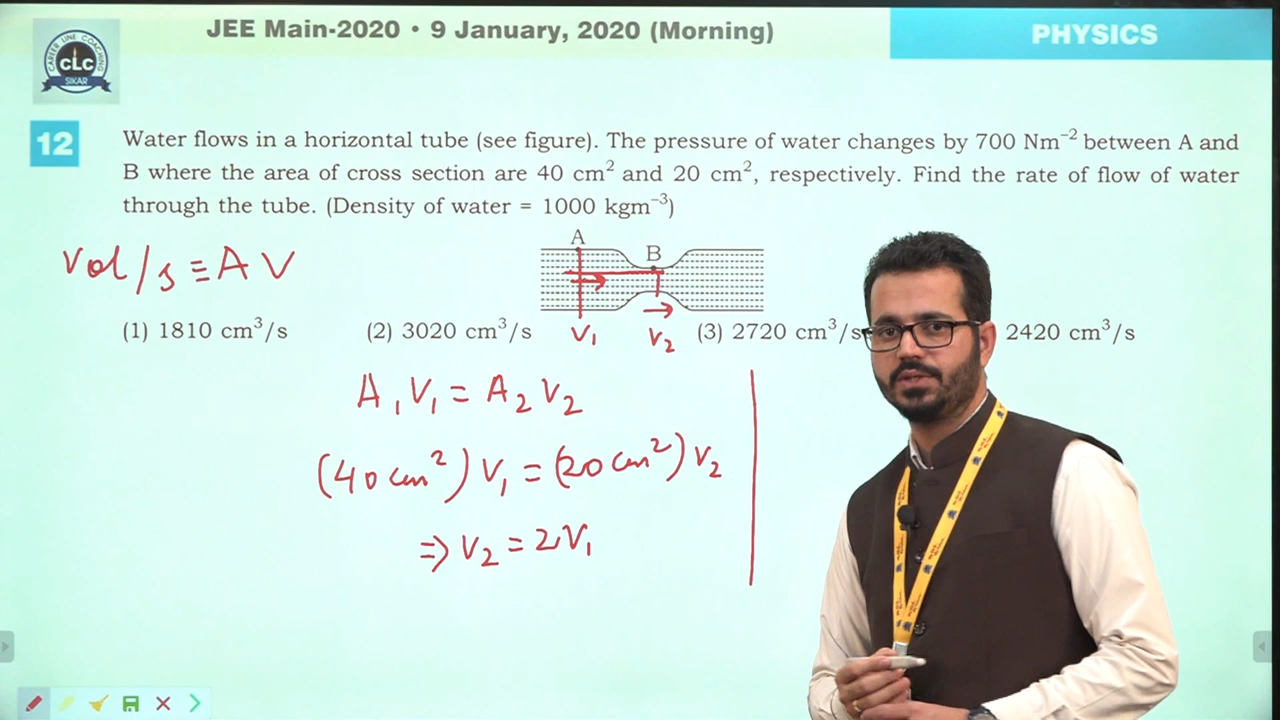 JEE Main-2020 • 9 January, 2020 (Morning)
PHYSICS
CAREER LINE COACHING
CLC
SIKAR
12
Water flows in a horizontal tube (see figure). The pressure of water changes by 700 Nm⁻² between A and
B where the area of cross section are 40 cm² and 20 cm², respectively. Find the rate of flow of water
through the tube. (Density of water = 1000 kgm⁻³)
A
B
Vol/s ≡ A V
V₁
V₂
(1) 1810 cm³/s (2) 3020 cm³/s (3) 2720 cm³/s 2420 cm³/s
A₁V₁ = A₂V₂
(40 cm²) V₁ = (20 cm²) V₂
⇒ V₂ = 2V₁